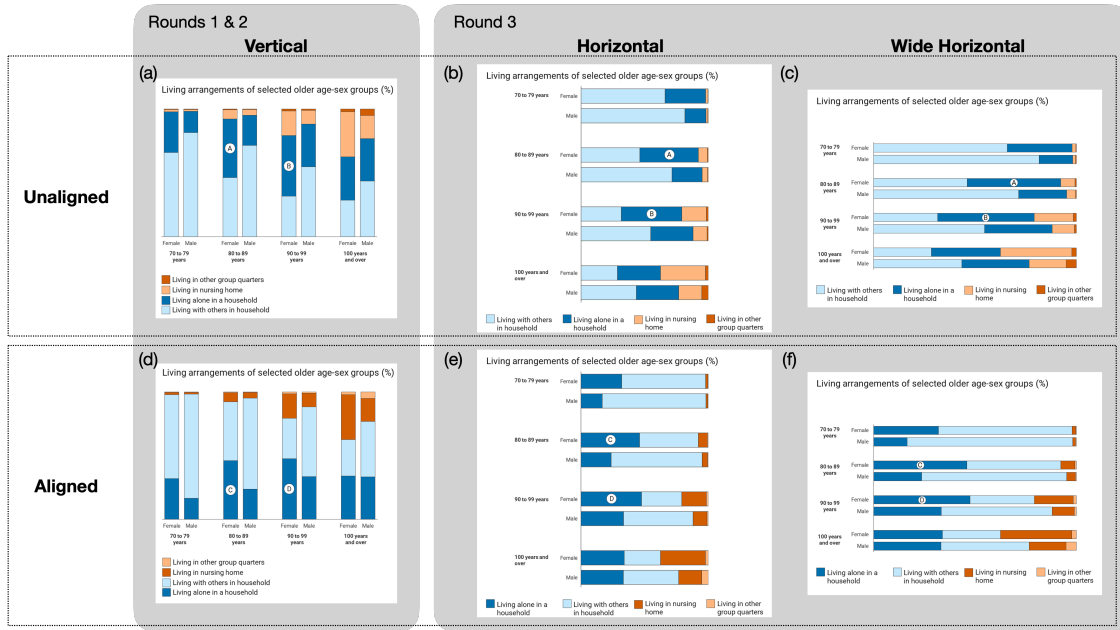 Rounds 1 & 2
Round 3
Vertical
Horizontal
Wide Horizontal
Unaligned
Aligned
(a)
Living arrangements of selected older age-sex groups (%)
A
B
Female Male Female Male Female Male Female Male
70 to 79 years
80 to 89 years
90 to 99 years
100 years and over
Living in other group quarters
Living in nursing home
Living alone in a household
Living with others in household
(b)
Living arrangements of selected older age-sex groups (%)
70 to 79 years Female
Male
80 to 89 years Female A
Male
90 to 99 years Female B
Male
100 years and over Female
Male
Living with others in household
Living alone in a household
Living in nursing home
Living in other group quarters
(c)
Living arrangements of selected older age-sex groups (%)
70 to 79 years Female
Male
80 to 89 years Female A
Male
90 to 99 years Female B
Male
100 years and over Female
Male
Living with others in household
Living alone in a household
Living in nursing home
Living in other group quarters
(d)
Living arrangements of selected older age-sex groups (%)
C
D
Female Male Female Male Female Male Female Male
70 to 79 years
80 to 89 years
90 to 99 years
100 years and over
Living in other group quarters
Living in nursing home
Living with others in household
Living alone in a household
(e)
Living arrangements of selected older age-sex groups (%)
70 to 79 years Female
Male
80 to 89 years Female C
Male
90 to 99 years Female D
Male
100 years and over Female
Male
Living alone in a household
Living with others in household
Living in nursing home
Living in other group quarters
(f)
Living arrangements of selected older age-sex groups (%)
70 to 79 years Female
Male
80 to 89 years Female C
Male
90 to 99 years Female D
Male
100 years and over Female
Male
Living alone in a household
Living with others in household
Living in nursing home
Living in other group quarters